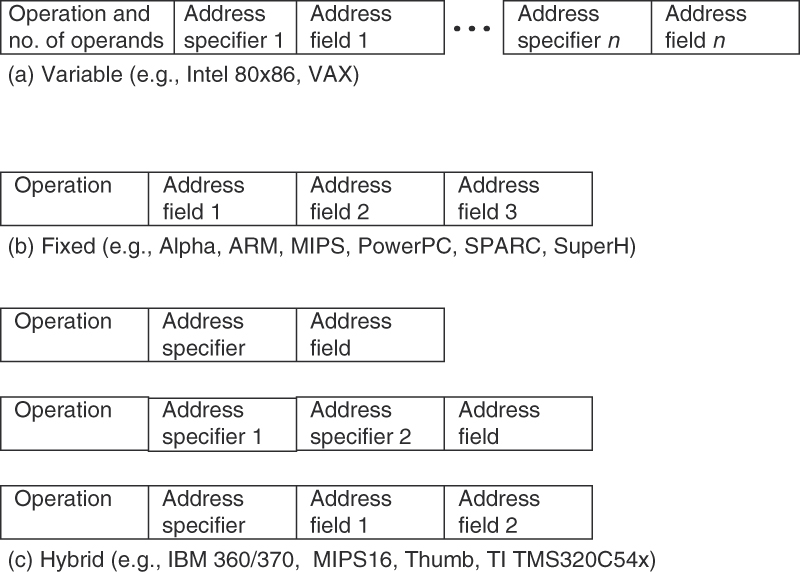 Operation and no. of operands Address specifier 1 Address field 1 • • • Address specifier n Address field n
(a) Variable (e.g., Intel 80x86, VAX)
Operation Address field 1 Address field 2 Address field 3
(b) Fixed (e.g., Alpha, ARM, MIPS, PowerPC, SPARC, SuperH)
Operation Address specifier Address field
Operation Address specifier 1 Address specifier 2 Address field
Operation Address specifier Address field 1 Address field 2
(c) Hybrid (e.g., IBM 360/370, MIPS16, Thumb, TI TMS320C54x)